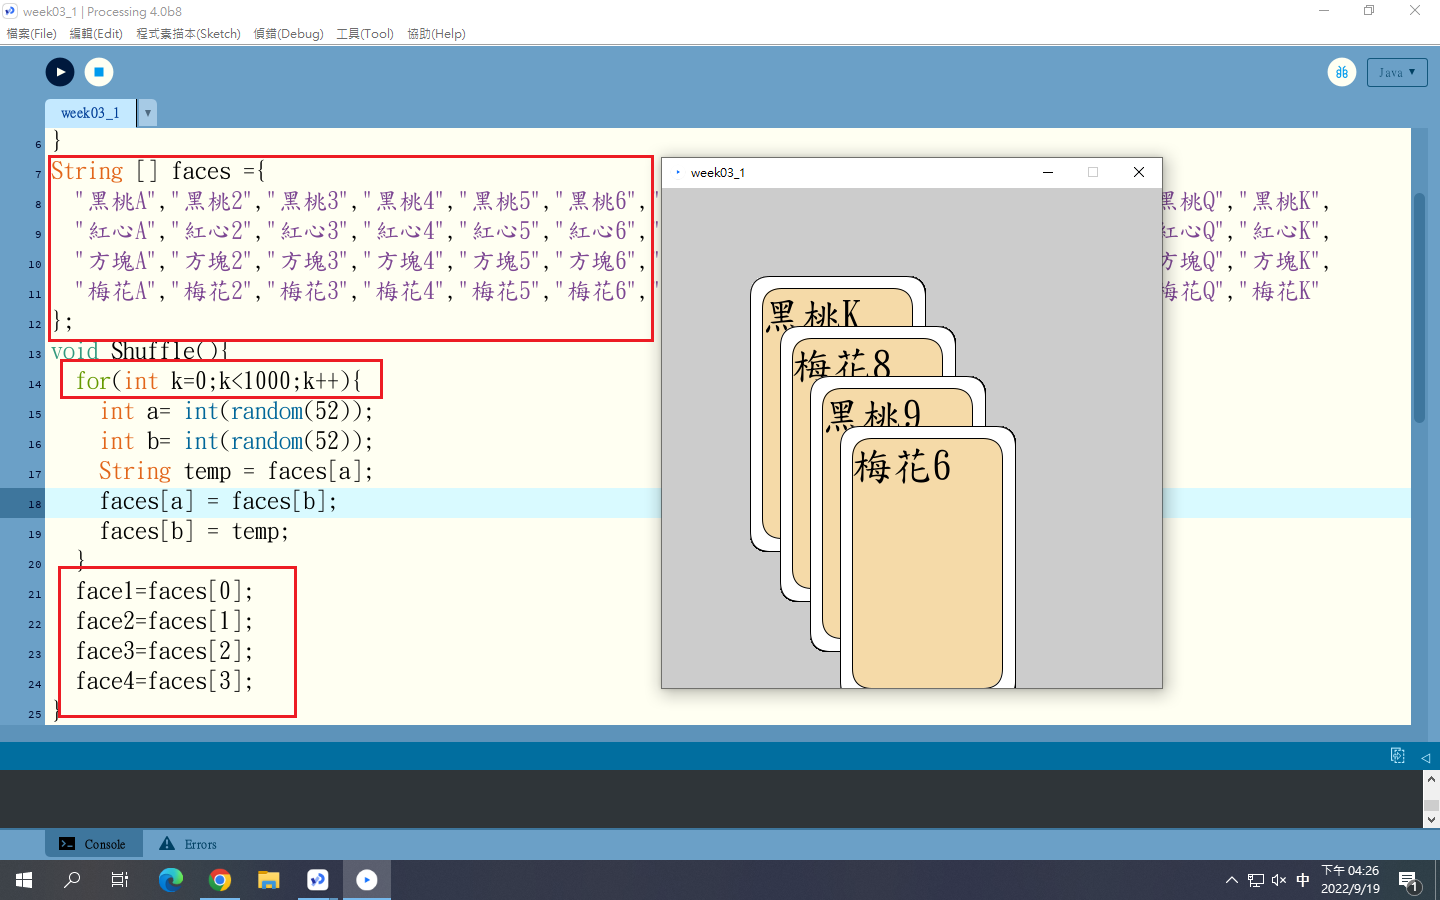 week03_1 | Processing 4.0b8
檔案(File) 編輯(Edit) 程式素描本(Sketch) 偵錯(Debug) 工具(Tool) 協助(Help)
Java ▼
week03_1 ▼
6 }
7 String [] faces ={
8 "黑桃A","黑桃2","黑桃3","黑桃4","黑桃5","黑桃6"," 黑桃Q","黑桃K",
9 "紅心A","紅心2","紅心3","紅心4","紅心5","紅心6"," 紅心Q","紅心K",
10 "方塊A","方塊2","方塊3","方塊4","方塊5","方塊6"," 方塊Q","方塊K",
11 "梅花A","梅花2","梅花3","梅花4","梅花5","梅花6"," 梅花Q","梅花K"
12 };
13 void Shuffle(){
14 for(int k=0;k<1000;k++){
15 int a= int(random(52));
16 int b= int(random(52));
17 String temp = faces[a];
18 faces[a] = faces[b];
19 faces[b] = temp;
20 }
21 face1=faces[0];
22 face2=faces[1];
23 face3=faces[2];
24 face4=faces[3];
25 }
week03_1
黑桃K
梅花8
黑桃9
梅花6
Console Errors
中
下午 04:26
2022/9/19
1